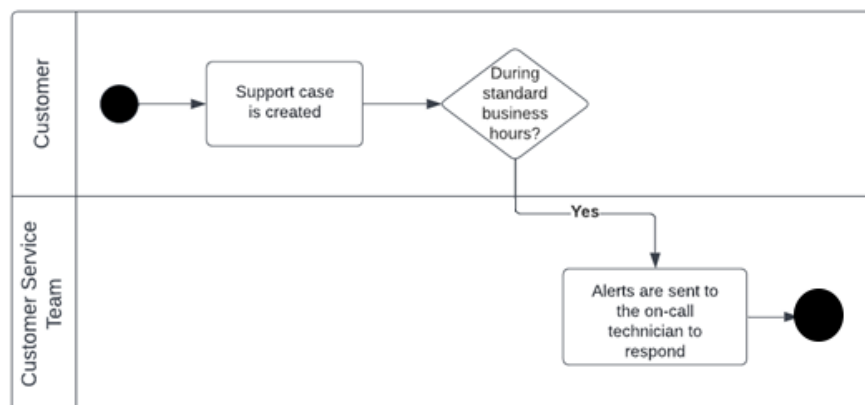 Customer
Support case
is created
During
standard
business
hours?
Yes
Customer Service
Team
Alerts are sent to
the on-call
technician to
respond